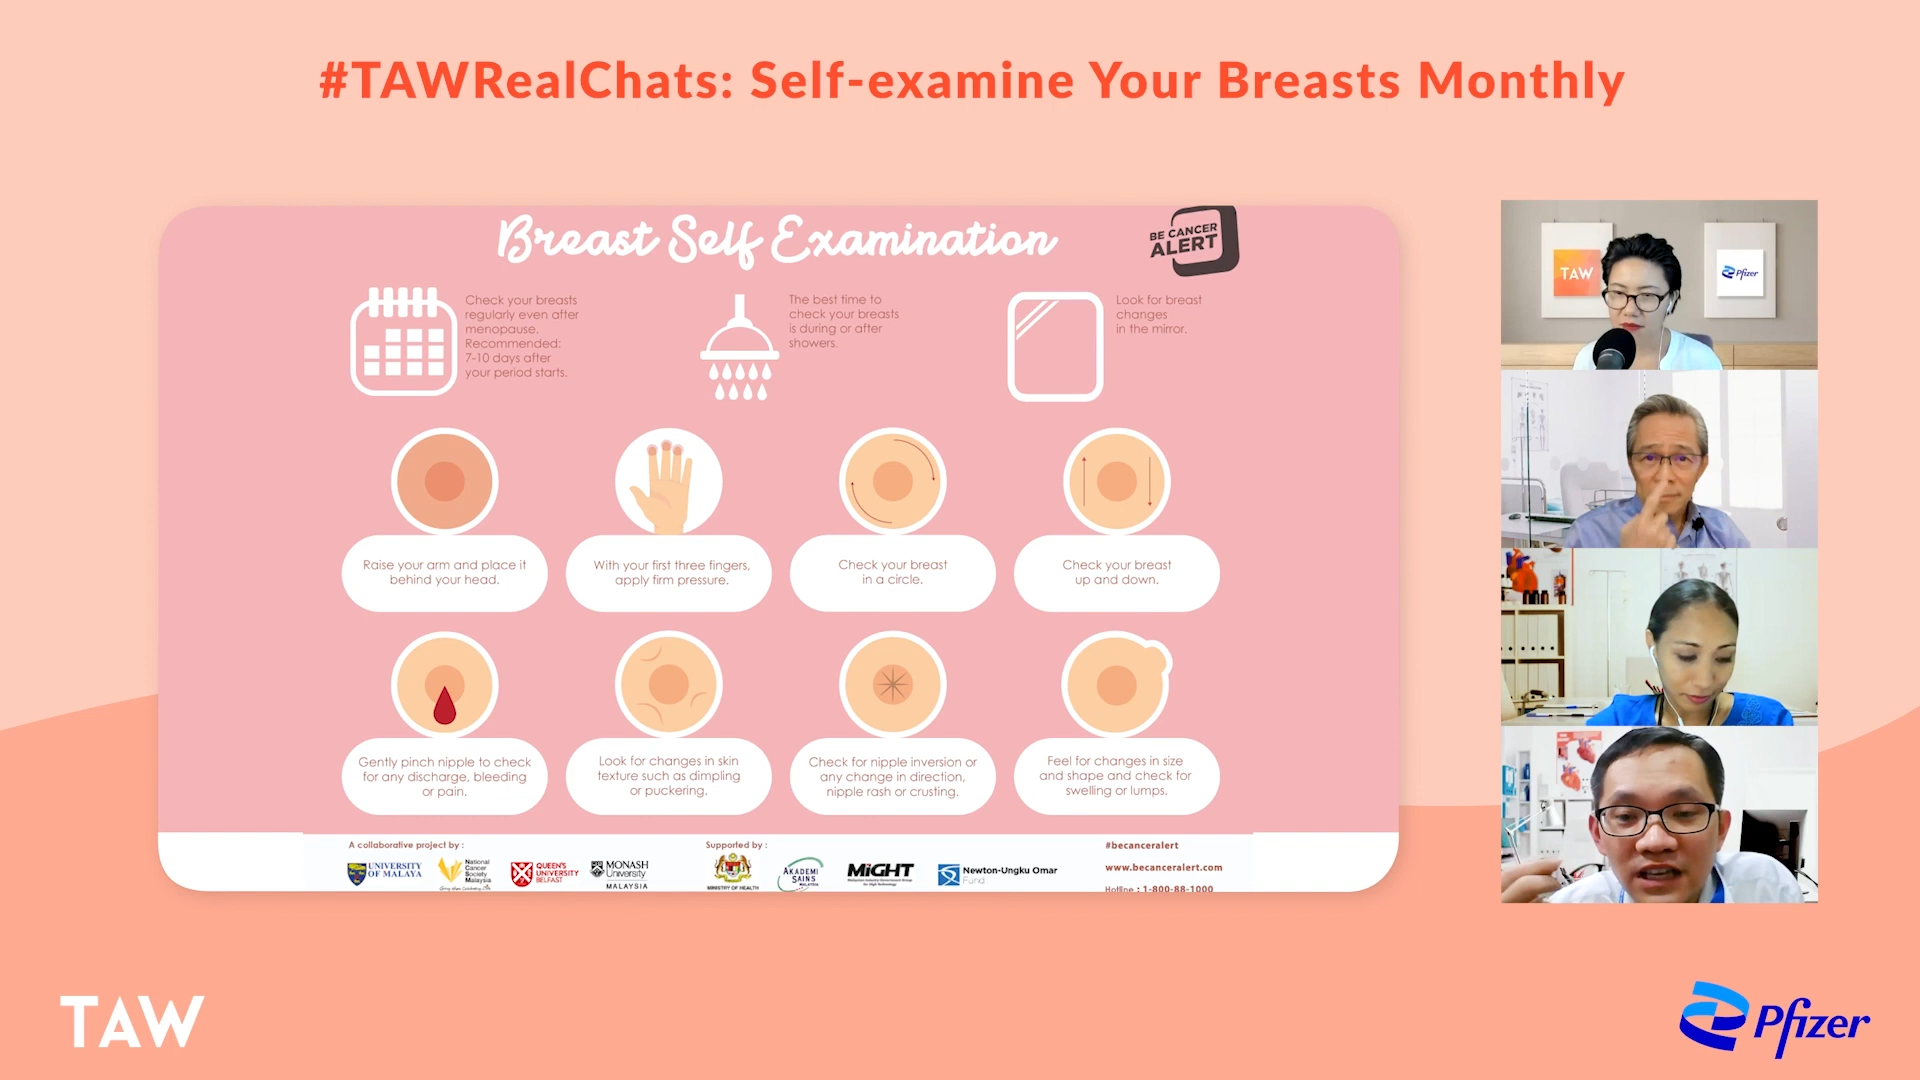 #TAWRealChats: Self-examine Your Breasts Monthly
Breast Self Examination
BE CANCER
ALERT
Check your breasts
regularly even after
menopause.
Recommended:
7-10 days after
your period starts.
The best time to
check your breasts
is during or after
showers.
Look for breast
changes
in the mirror.
Raise your arm and place it
behind your head.
With your first three fingers,
apply firm pressure.
Check your breast
in a circle.
Check your breast
up and down.
Gently pinch nipple to check
for any discharge, bleeding
or pain.
Look for changes in skin
texture such as dimpling
or puckering.
Check for nipple inversion or
any change in direction,
nipple rash or crusting.
Feel for changes in size
and shape and check for
swelling or lumps.
A collaborative project by :
UNIVERSITY
OF MALAYA
National
Cancer
Society
Malaysia
QUEEN'S
UNIVERSITY
BELFAST
MONASH
University
MALAYSIA
Supported by :
MINISTRY OF HEALTH
AKADEMI
SAINS
MALAYSIA
MiGHT
Newton-Ungku Omar
Fund
#becanceralert
www.becanceralert.com
Hotline : 1-800-88-1000
TAW
Pfizer
TAW
Pfizer